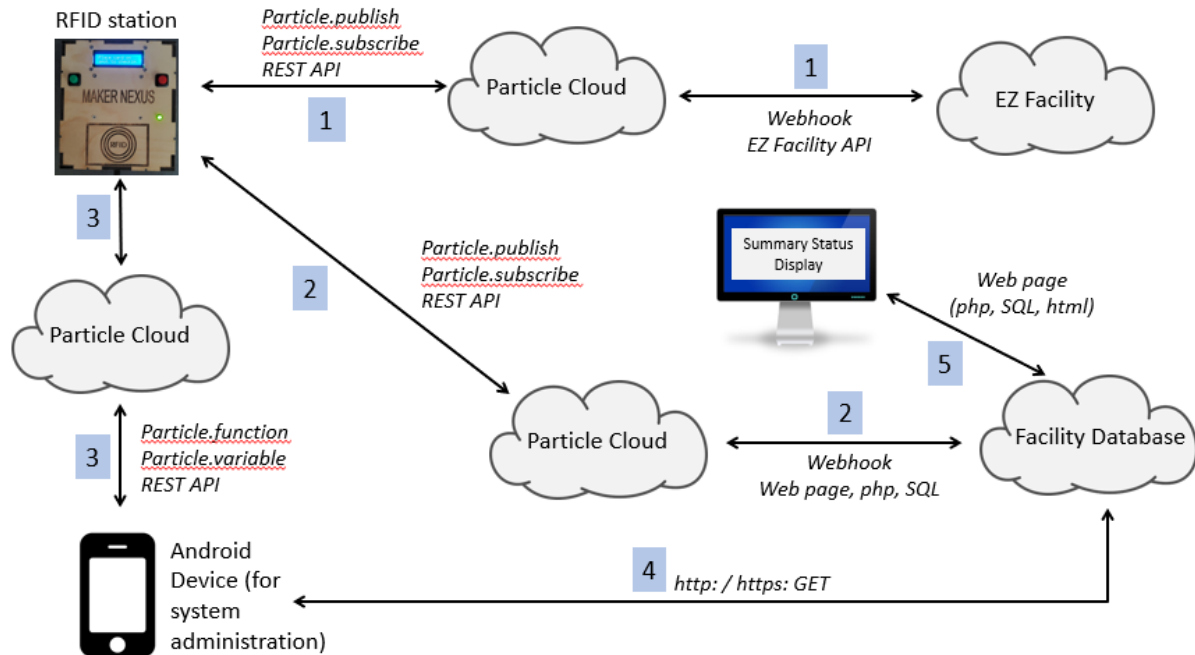 RFID station
MAKER NEXUS
RFID
Particle.publish
Particle.subscribe
REST API
1
Particle Cloud
1
Webhook
EZ Facility API
EZ Facility
3
2
Particle.publish
Particle.subscribe
REST API
Summary Status
Display
Web page
(php, SQL, html)
5
Particle Cloud
3
Particle.function
Particle.variable
REST API
Particle Cloud
2
Webhook
Web page, php, SQL
Facility Database
Android
Device (for
system
administration)
4
http: / https: GET